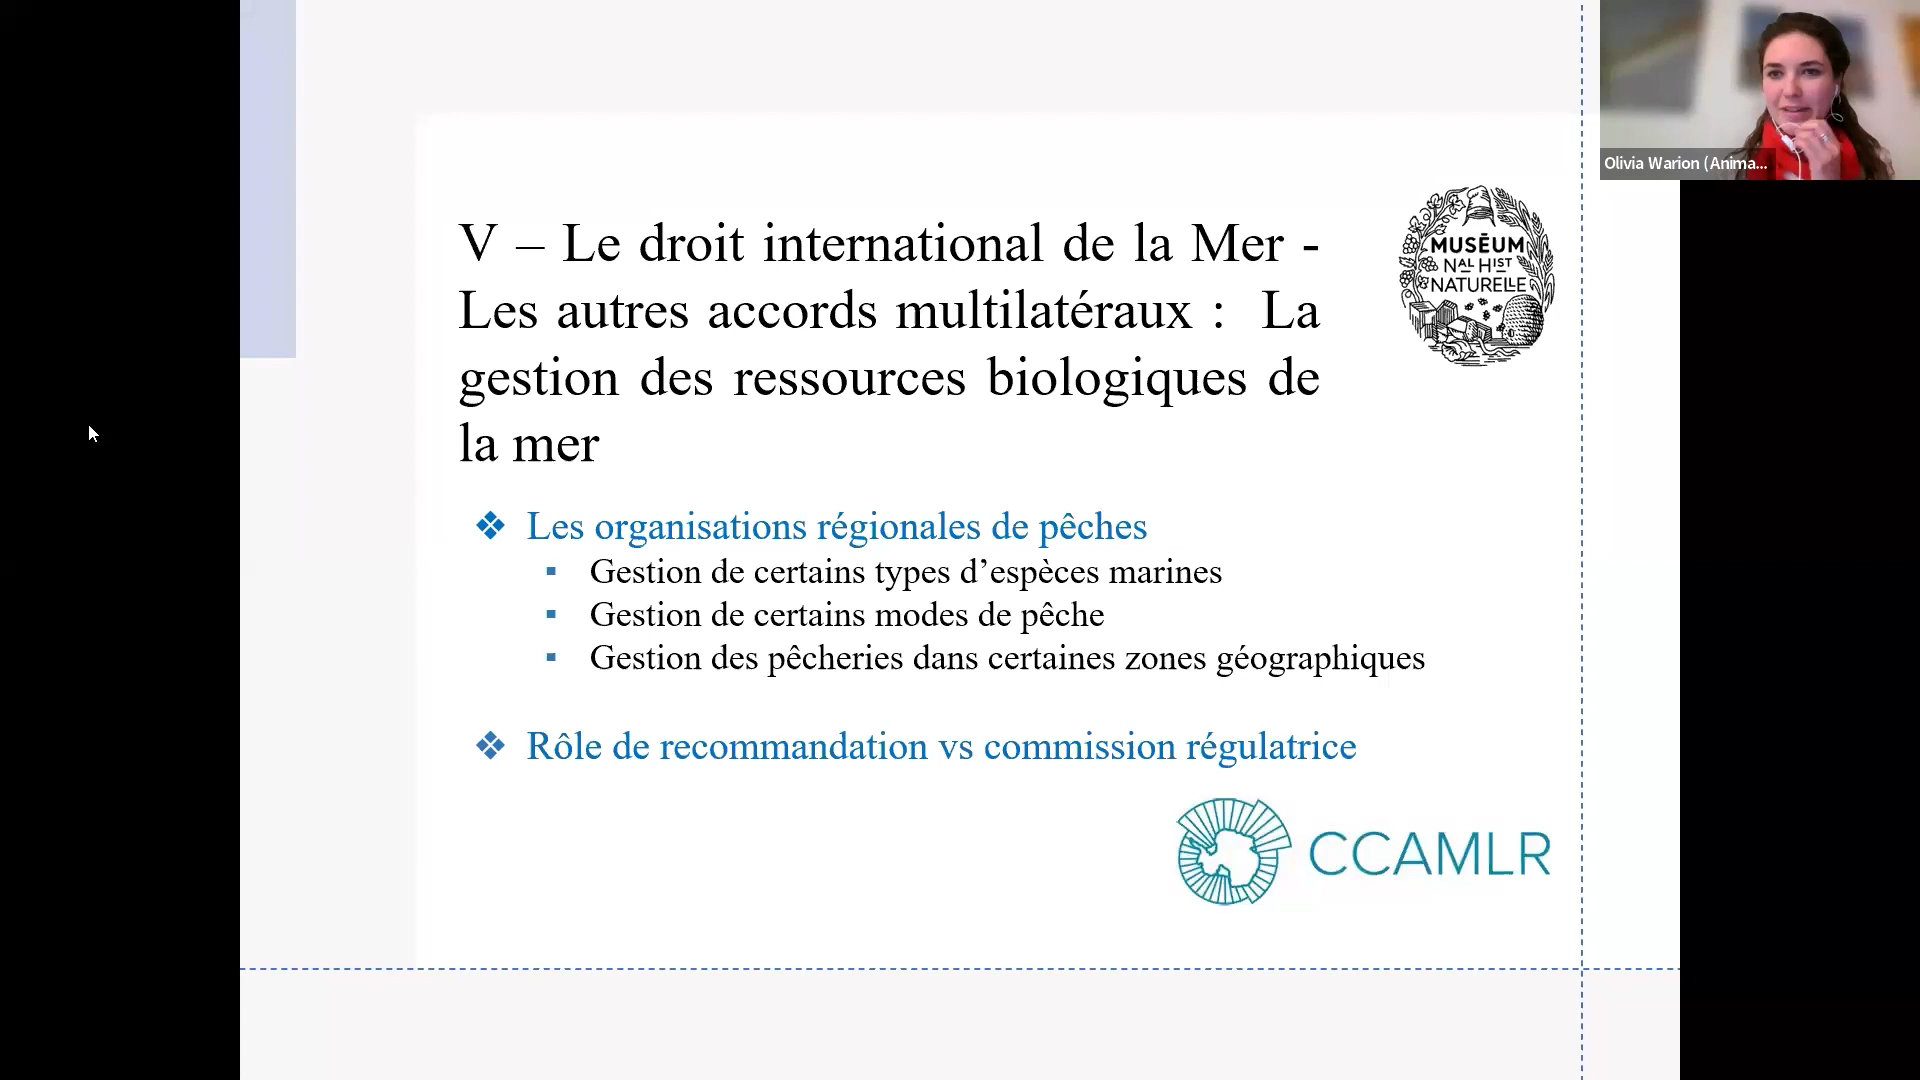 Olivia Warion (Anima...
V – Le droit international de la Mer -
Les autres accords multilatéraux : La
gestion des ressources biologiques de
la mer
MUSĒUM
NAL HIST
NATURELLE
❖ Les organisations régionales de pêches
▪ Gestion de certains types d’espèces marines
▪ Gestion de certains modes de pêche
▪ Gestion des pêcheries dans certaines zones géographiques
❖ Rôle de recommandation vs commission régulatrice
CCAMLR